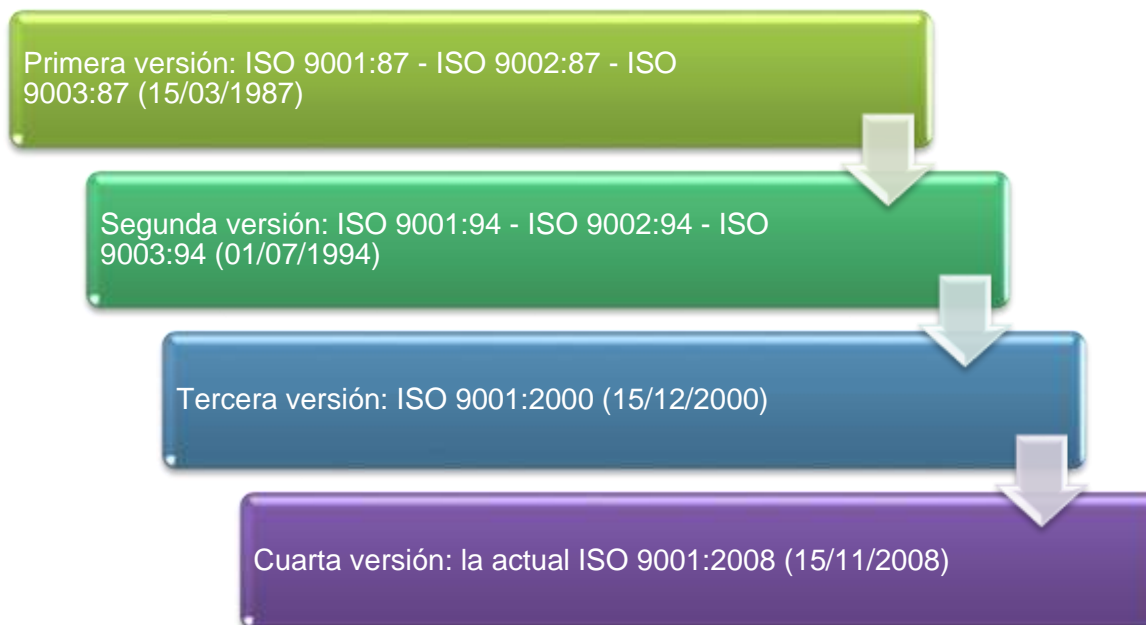 Primera versión: ISO 9001:87 - ISO 9002:87 - ISO
9003:87 (15/03/1987)
Segunda versión: ISO 9001:94 - ISO 9002:94 - ISO
9003:94 (01/07/1994)
Tercera versión: ISO 9001:2000 (15/12/2000)
Cuarta versión: la actual ISO 9001:2008 (15/11/2008)